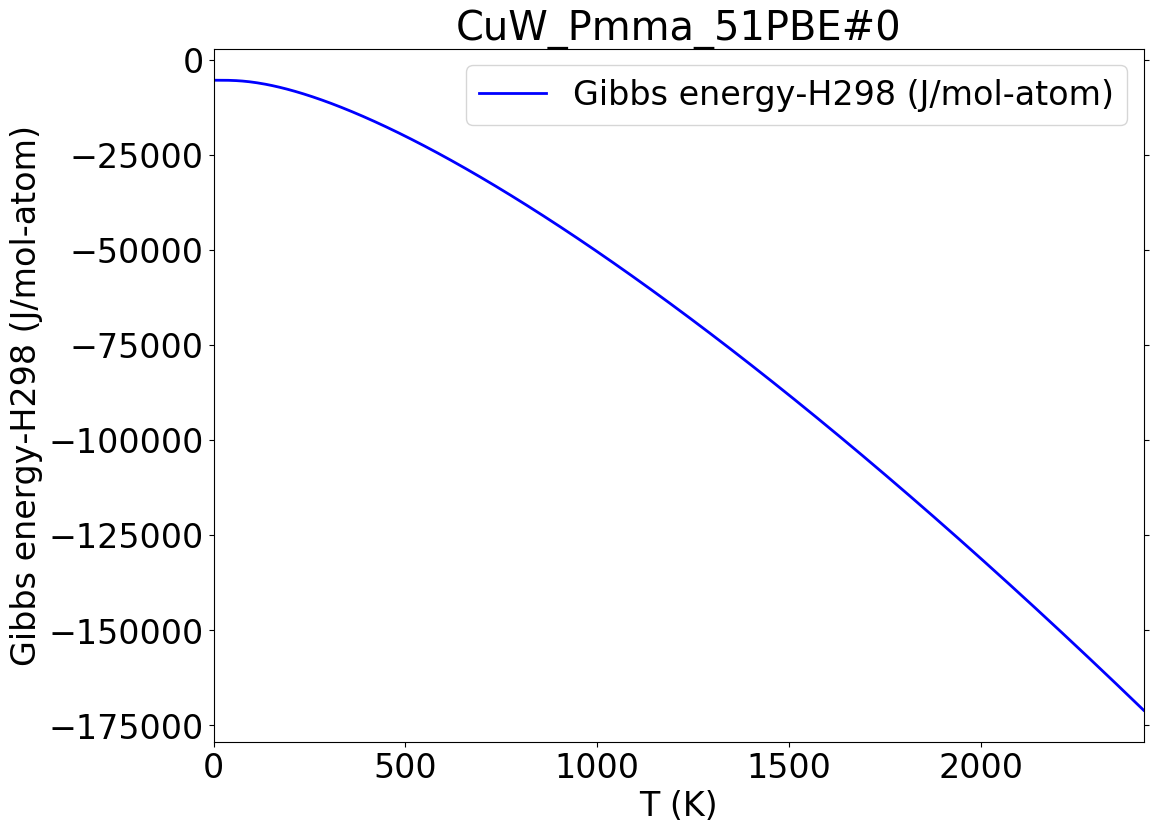 CuW_Pmma_51PBE#0
Gibbs energy-H298 (J/mol-atom)
Gibbs energy-H298 (J/mol-atom)
0
−25000
−50000
−75000
−100000
−125000
−150000
−175000
0 500 1000 1500 2000
T (K)